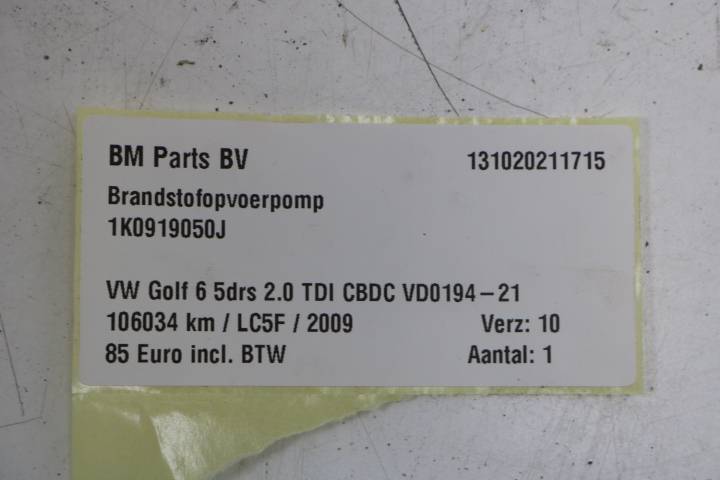 BM Parts BV 131020211715
Brandstofopvoerpomp
1K0919050J
VW Golf 6 5drs 2.0 TDI CBDC VD0194-21
106034 km / LC5F / 2009 Verz: 10
85 Euro incl. BTW Aantal: 1